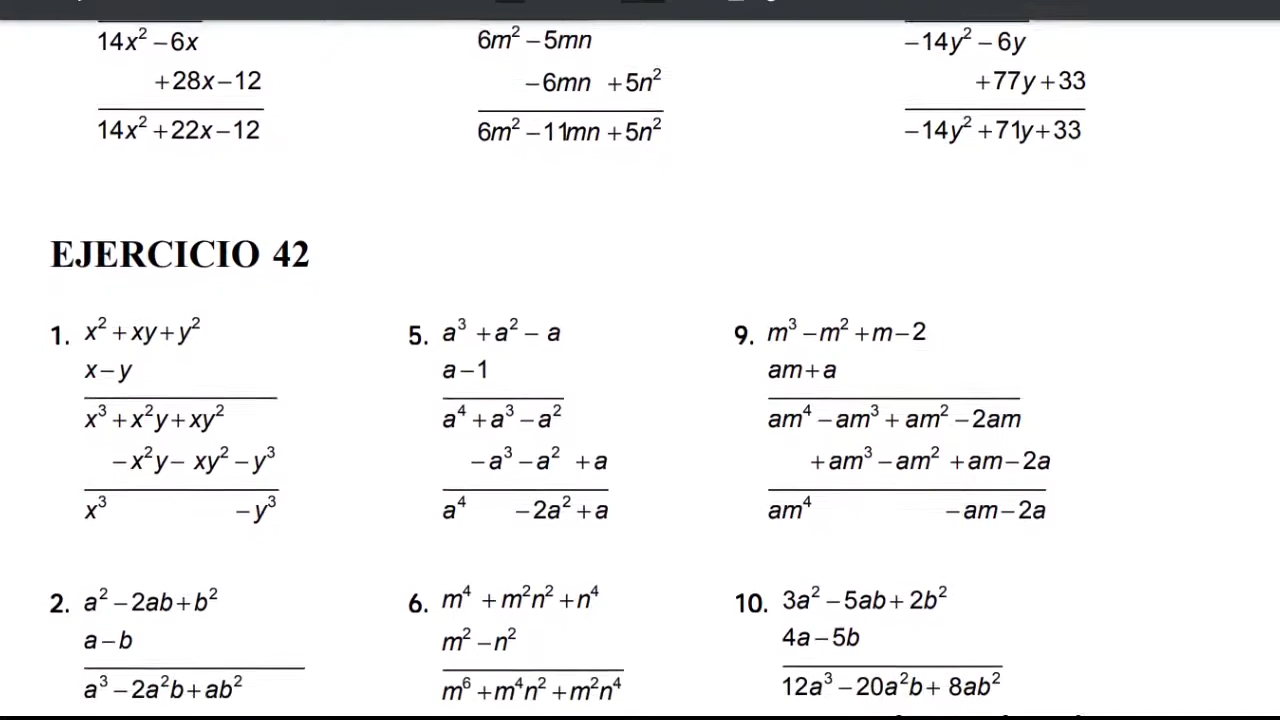 14x² – 6x
+ 28x – 12
14x² + 22x – 12
6m² – 5mn
– 6mn + 5n²
6m² – 11mn + 5n²
– 14y² – 6y
+ 77y + 33
– 14y² + 71y + 33
EJERCICIO 42
1. x² + xy + y²
x – y
x³ + x²y + xy²
– x²y – xy² – y³
x³ – y³
2. a² – 2ab + b²
a – b
a³ – 2a²b + ab²
5. a³ + a² – a
a – 1
a⁴ + a³ – a²
– a³ – a² + a
a⁴ – 2a² + a
6. m⁴ + m²n² + n⁴
m² – n²
m⁶ + m⁴n² + m²n⁴
9. m³ – m² + m – 2
am + a
am⁴ – am³ + am² – 2am
+ am³ – am² + am – 2a
am⁴ – am – 2a
10. 3a² – 5ab + 2b²
4a – 5b
12a³ – 20a²b + 8ab²